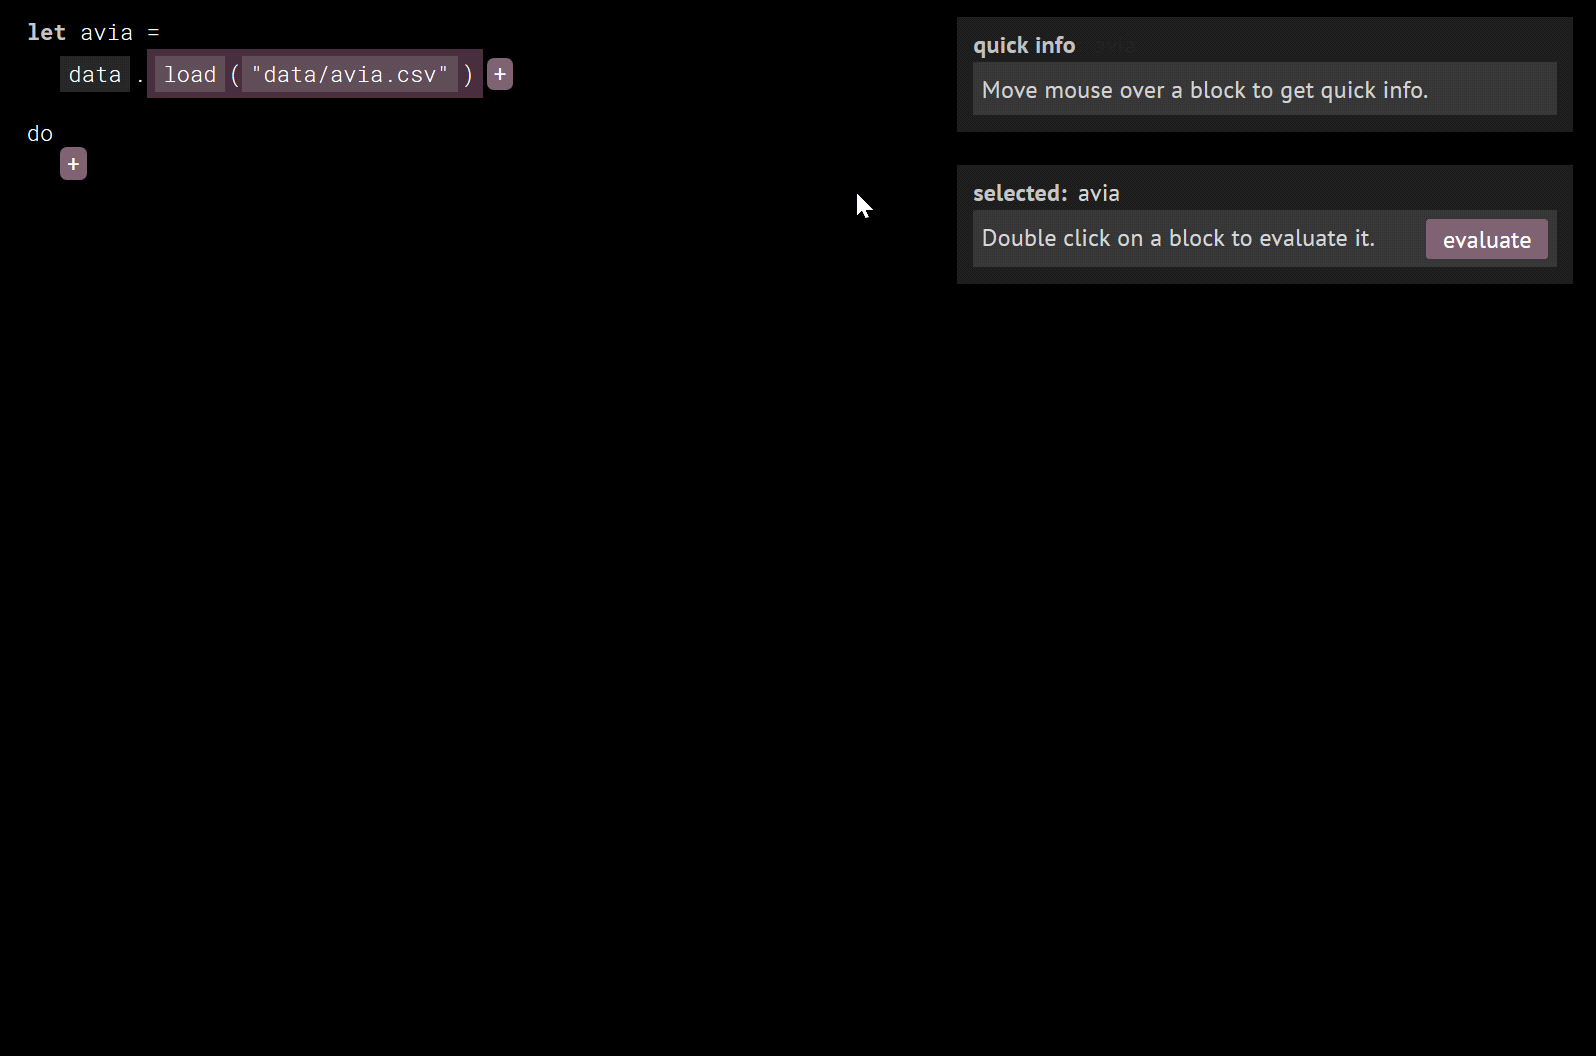 let avia =
data . load ( "data/avia.csv" ) +
do
+
quick info avia
Move mouse over a block to get quick info.
selected: avia
Double click on a block to evaluate it. evaluate